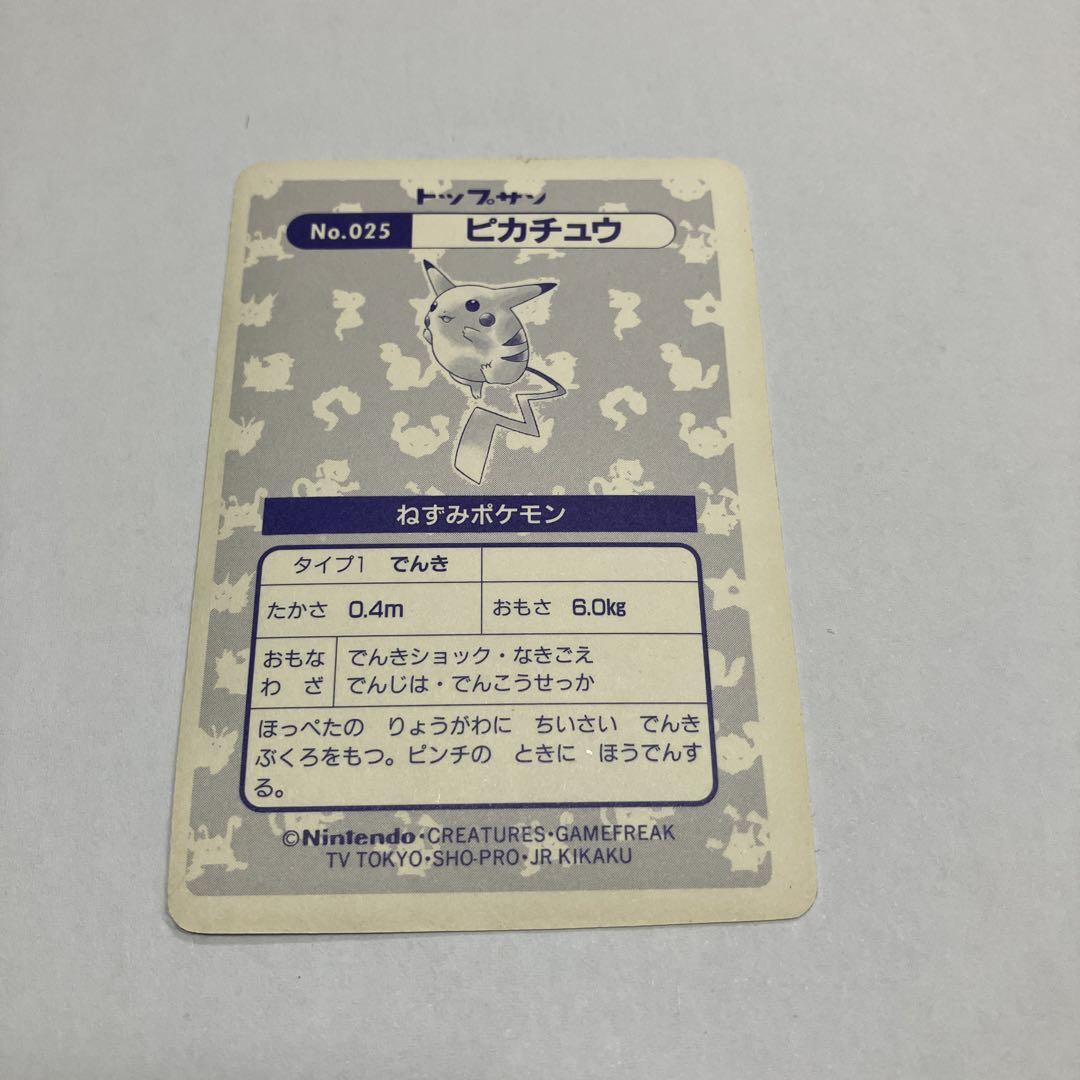 トップサン
No.025 ピカチュウ
ねずみポケモン
タイプ1 でんき
たかさ 0.4m おもさ 6.0kg
おもな でんきショック・なきごえ
わ ざ でんじは・でんこうせっか
ほっぺたの りょうがわに ちいさい でんき
ぶくろをもつ。ピンチの ときに ほうでんす
る。
©Nintendo・CREATURES・GAMEFREAK
TV TOKYO・SHO-PRO・JR KIKAKU